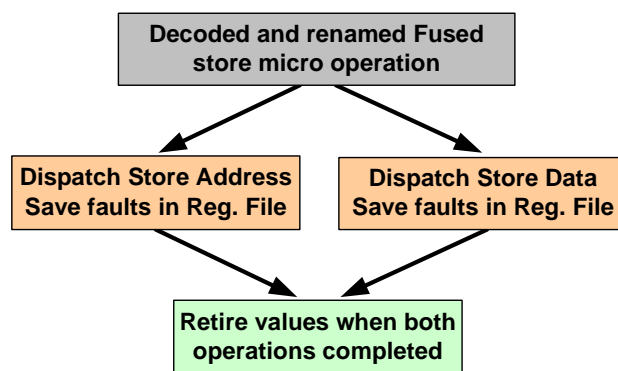 Decoded and renamed Fused
store micro operation
Dispatch Store Address
Save faults in Reg. File
Dispatch Store Data
Save faults in Reg. File
Retire values when both
operations completed